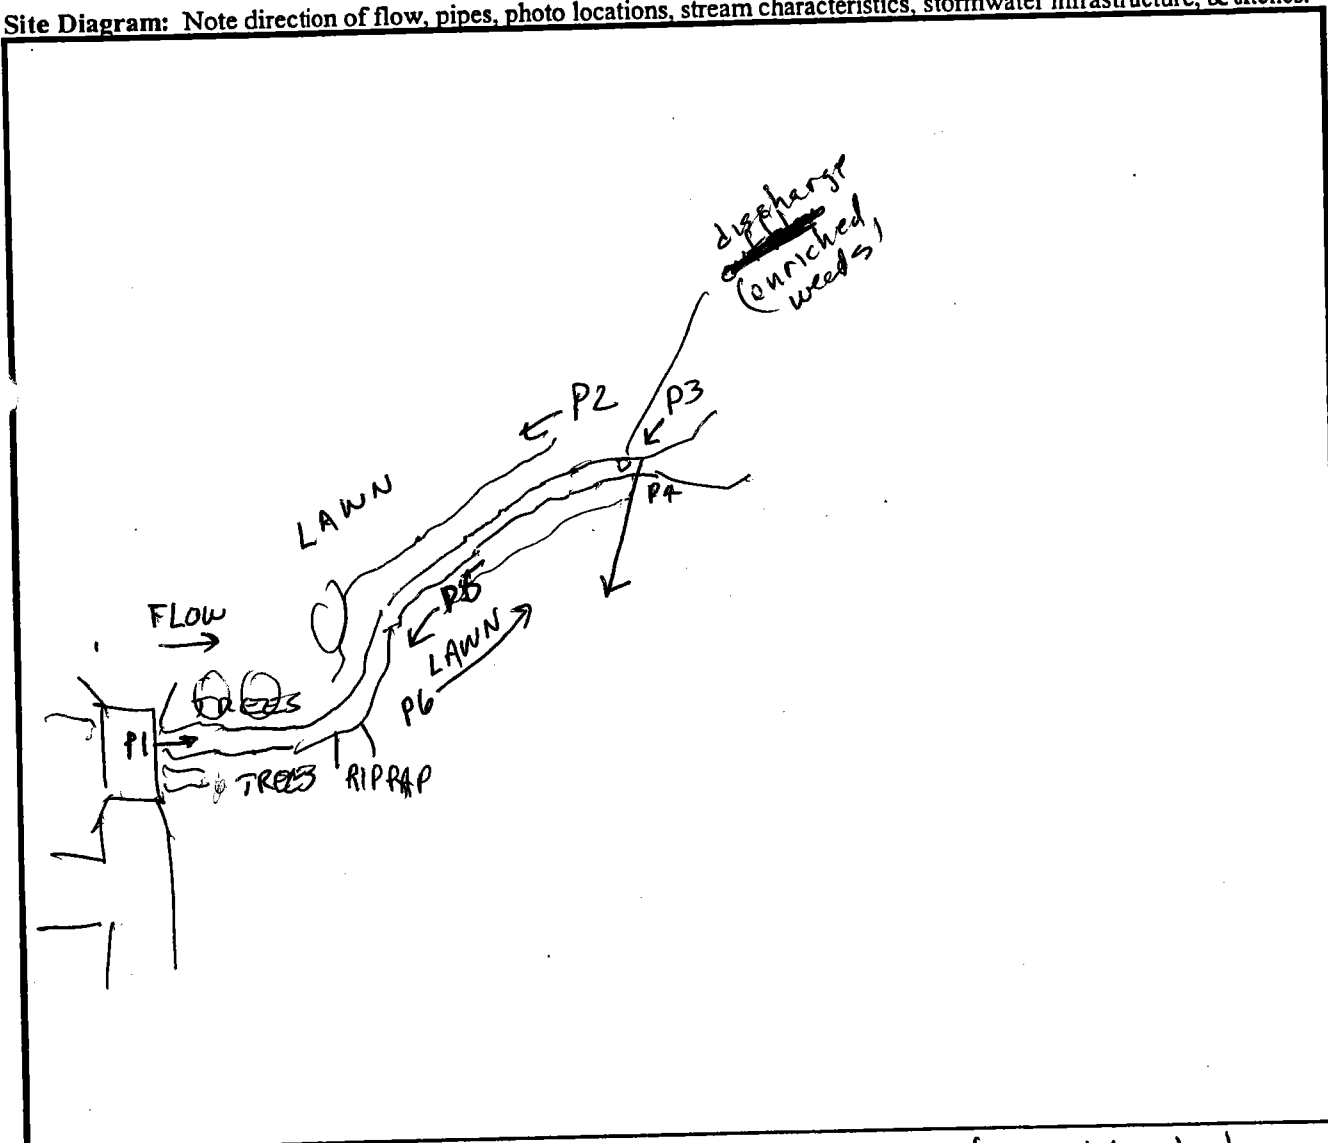 Site Diagram: Note direction of flow, pipes, photo locations, stream characteristics, stormwater infrastructure, & ditches.
discharge
(enriched
weeds)
P2
P3
P4
LAWN
P5
FLOW
LAWN
P6
TREES
P1
TREES
RIPRAP